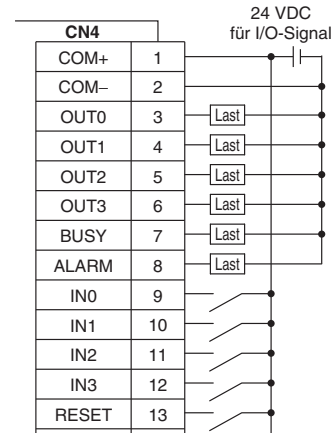 24 VDC
für I/O-Signal
CN4
COM+ 1
COM− 2
OUT0 3 Last
OUT1 4 Last
OUT2 5 Last
OUT3 6 Last
BUSY 7 Last
ALARM 8 Last
IN0 9
IN1 10
IN2 11
IN3 12
RESET 13